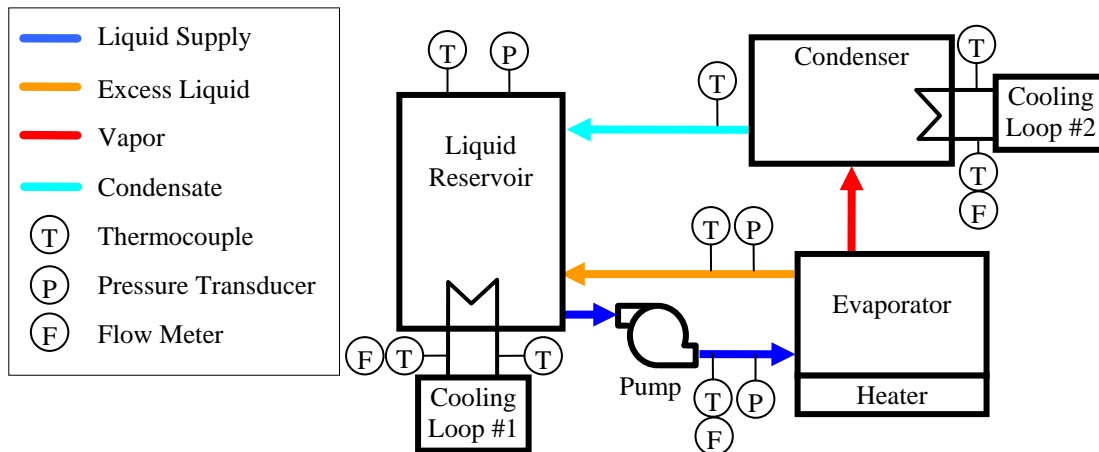 Liquid Supply
Excess Liquid
Vapor
Condensate
T Thermocouple
P Pressure Transducer
F Flow Meter
T P
Liquid
Reservoir
F T T
Cooling
Loop #1
T
Condenser
T
Cooling
Loop #2
T
F
T P
Pump
T P
F
Evaporator
Heater